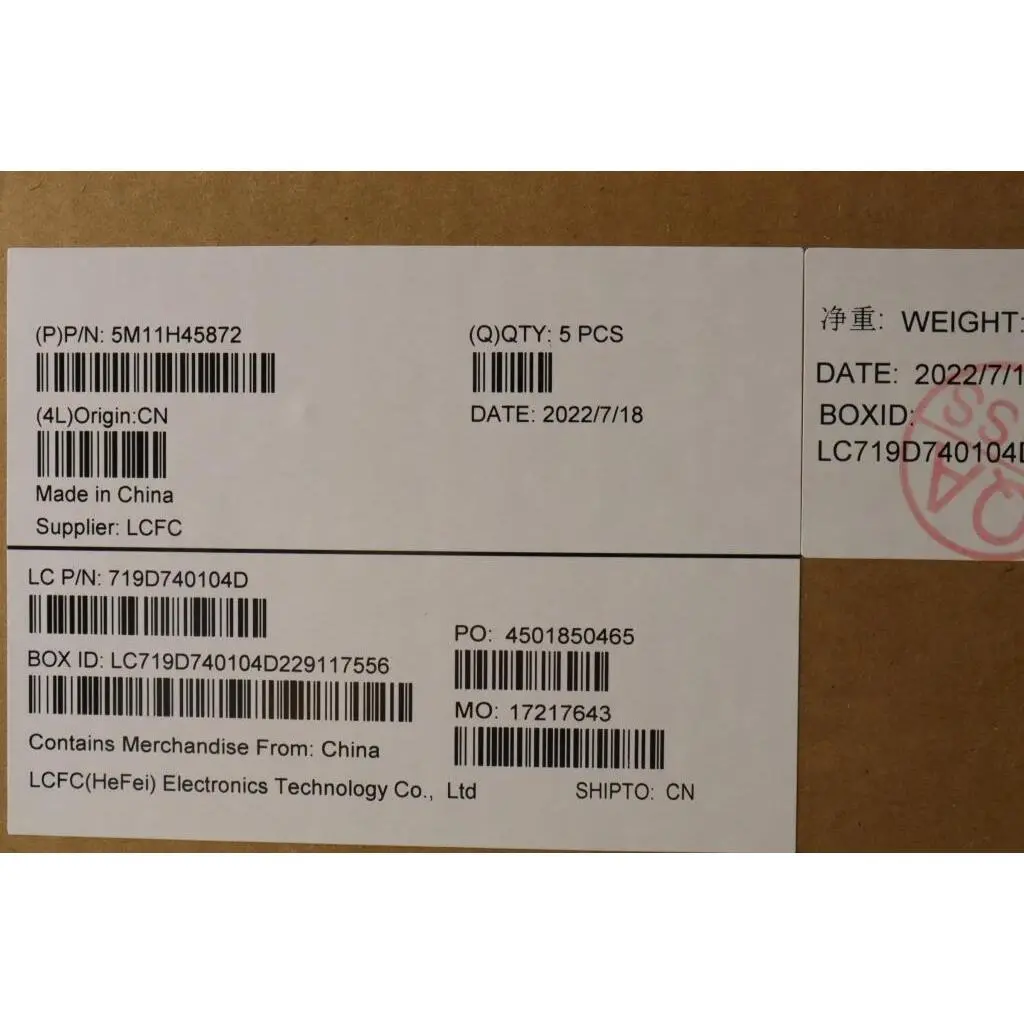 (P)P/N: 5M11H45872
(Q)QTY: 5 PCS
(4L)Origin:CN
DATE: 2022/7/18
Made in China
Supplier: LCFC
LC P/N: 719D740104D
PO: 4501850465
BOX ID: LC719D740104D229117556
MO: 17217643
Contains Merchandise From: China
LCFC(HeFei) Electronics Technology Co., Ltd
SHIPTO: CN
净重: WEIGHT:
DATE: 2022/7/1
BOXID:
LC719D740104D
QA